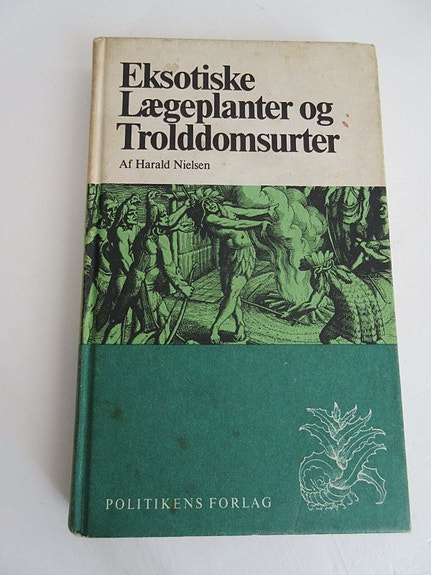 Eksotiske
Lægeplanter og
Trolddomsurter
Af Harald Nielsen
POLITIKENS FORLAG